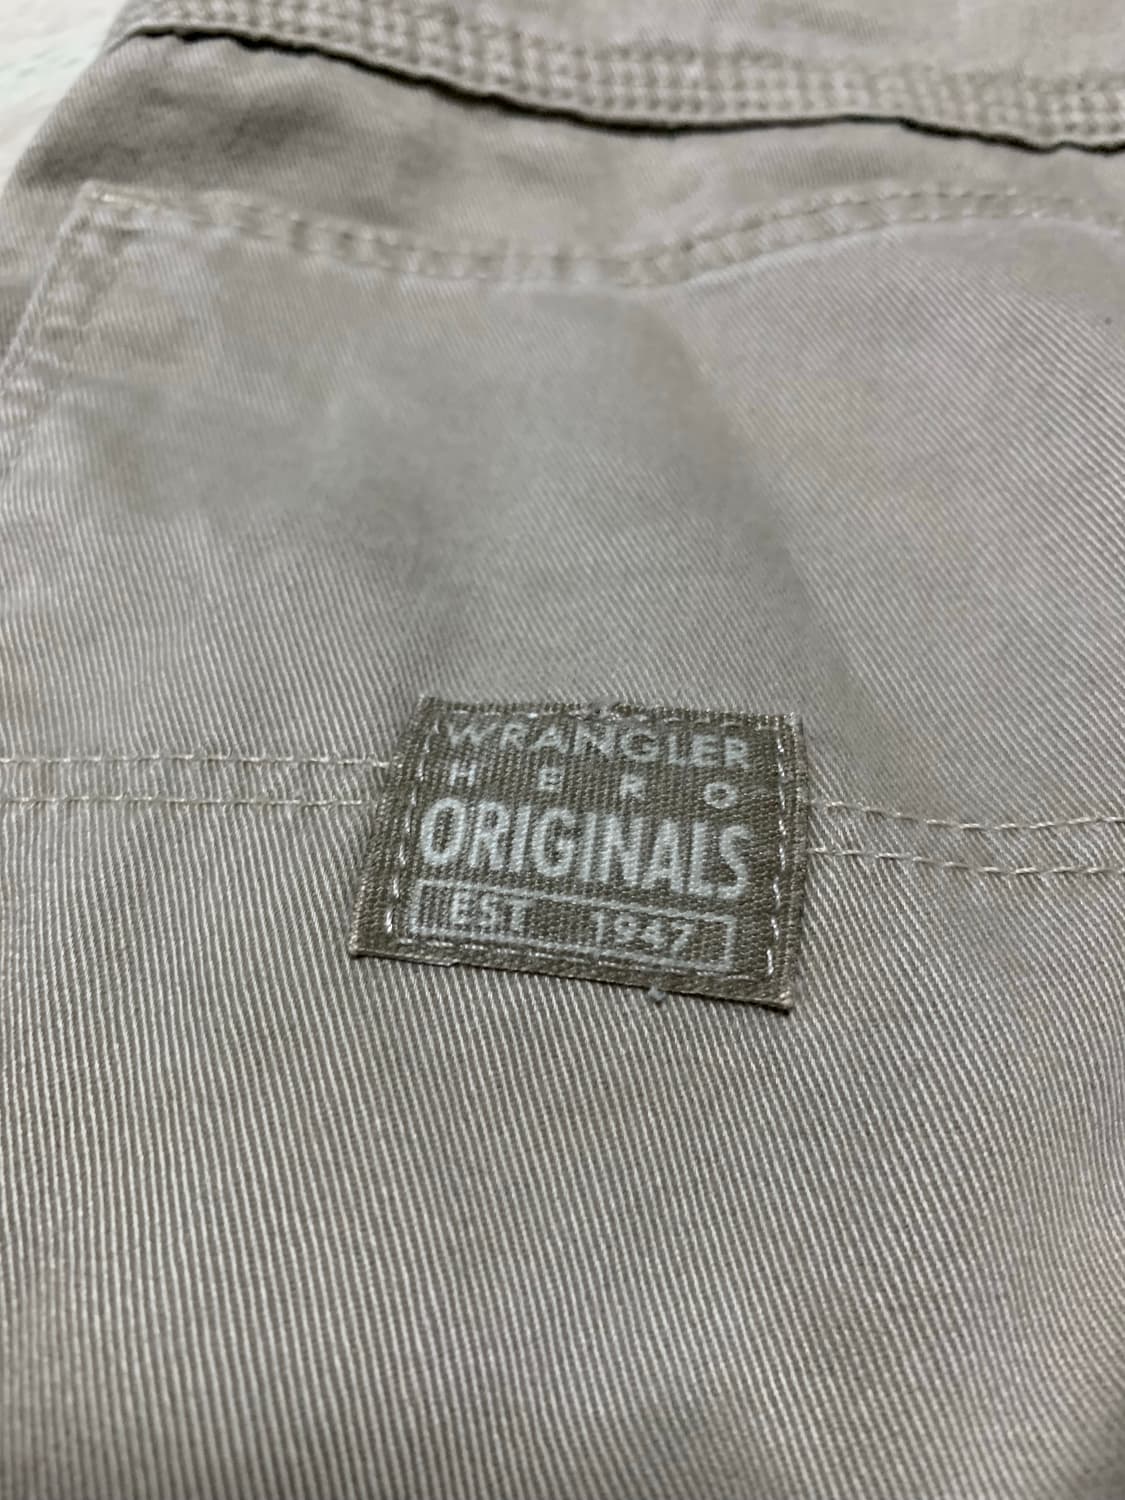 WRANGLER
HERO
ORIGINALS
EST 1947